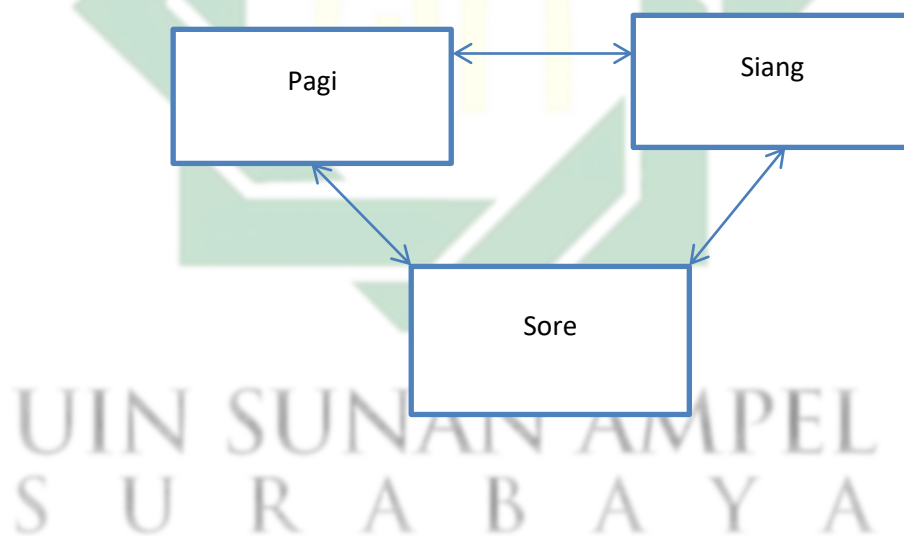 Pagi
Siang
Sore
UIN SUNAN AMPEL
S U R A B A Y A